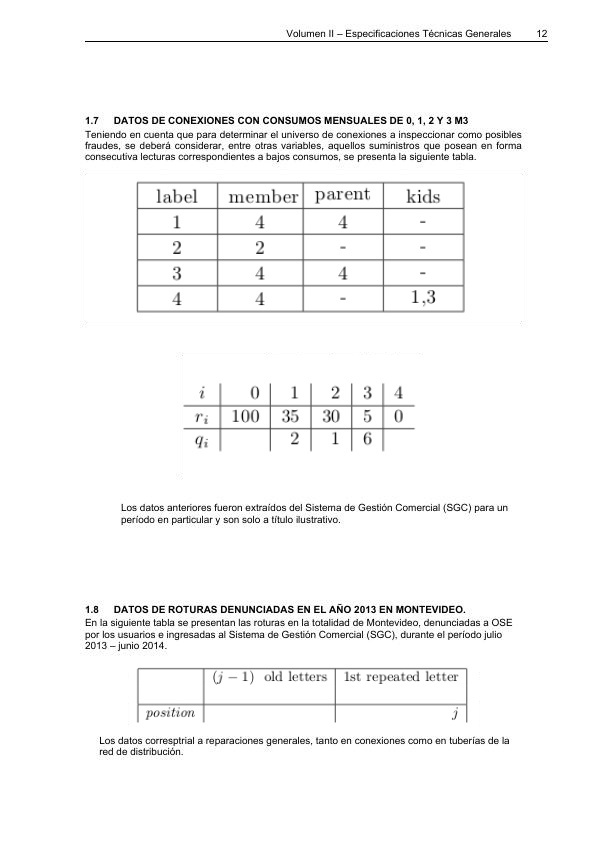 Volumen II – Especificaciones Técnicas Generales 12
1.7 DATOS DE CONEXIONES CON CONSUMOS MENSUALES DE 0, 1, 2 Y 3 M3
Teniendo en cuenta que para determinar el universo de conexiones a inspeccionar como posibles
fraudes, se deberá considerar, entre otras variables, aquellos suministros que posean en forma
consecutiva lecturas correspondientes a bajos consumos, se presenta la siguiente tabla.
label member parent kids
1 4 4 -
2 2 - -
3 4 4 -
4 4 - 1,3
i 0 1 2 3 4
r_i 100 35 30 5 0
q_i 2 1 6
Los datos anteriores fueron extraídos del Sistema de Gestión Comercial (SGC) para un
período en particular y son solo a título ilustrativo.
1.8 DATOS DE ROTURAS DENUNCIADAS EN EL AÑO 2013 EN MONTEVIDEO.
En la siguiente tabla se presentan las roturas en la totalidad de Montevideo, denunciadas a OSE
por los usuarios e ingresadas al Sistema de Gestión Comercial (SGC), durante el período julio
2013 – junio 2014.
(j − 1) old letters 1st repeated letter
position j
Los datos corresptrial a reparaciones generales, tanto en conexiones como en tuberías de la
red de distribución.